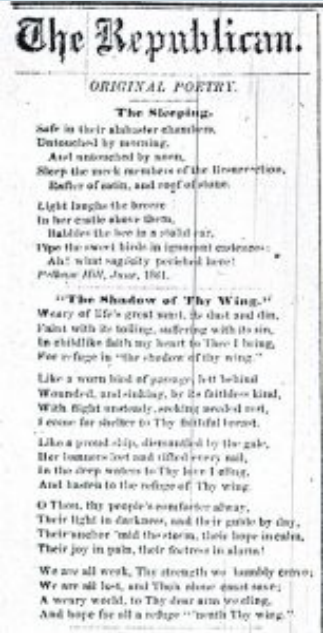 The Republican.
ORIGINAL POETRY.
The Sleeping.
Safe in their alabaster chambers,
Untouched by morning,
And untouched by noon,
Sleep the meek members of the Resurrection,
Rafter of satin, and roof of stone.
Light laughs the breeze
In her castle above them,
Babbles the bee in a stolid ear,
Pipe the sweet birds in ignorant cadences:
Ah! what sagacity perished here!
Pelham Hill, June, 1861.
"The Shadow of Thy Wing."
Weary of life's great its dust and din,
Faint with its toiling, suffering with its sin,
In childlike faith my heart to Thee I bring,
For refuge in "the shadow of thy wing."
Like a worn bird of passage, left behind
Wounded, and sinking, by its faithless kind,
With flight unsteady, seeking needed rest,
I come for shelter to Thy faithful breast.
Like a proud ship, dismantled by the gale,
Her banners lost and rifted every sail,
In the deep waters to Thy love I cling,
And hasten to the refuge of Thy wing.
O Thou, thy people's comforter alway,
Their light in darkness, and their guide by day,
Their anchor 'mid the storm, their hope in calm,
Their joy in pain, their fortress in alarm!
We are all weak, Thy strength we humbly crave;
We are all lost, and Thou alone canst save;
A weary world, to Thy dear arm we cling,
And hope for all a refuge "'neath Thy wing."